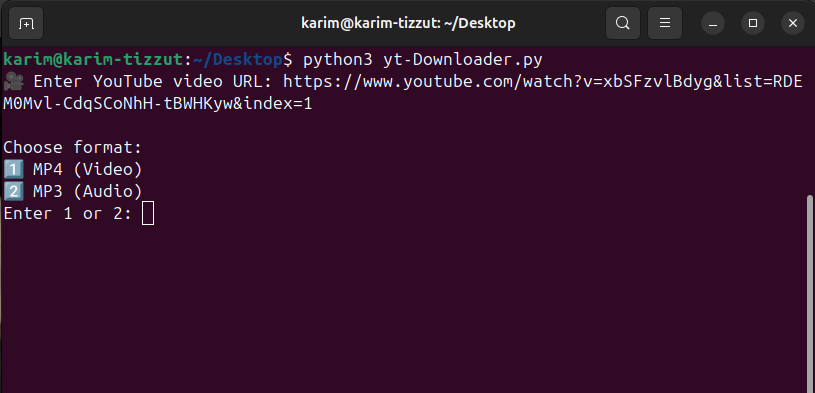 karim@karim-tizzut: ~/Desktop
karim@karim-tizzut:~/Desktop$ python3 yt-Downloader.py
🎥 Enter YouTube video URL: https://www.youtube.com/watch?v=xbSFzvlBdyg&list=RDE
M0Mvl-CdqSCoNhH-tBWHKyw&index=1
Choose format:
1️⃣ MP4 (Video)
2️⃣ MP3 (Audio)
Enter 1 or 2: